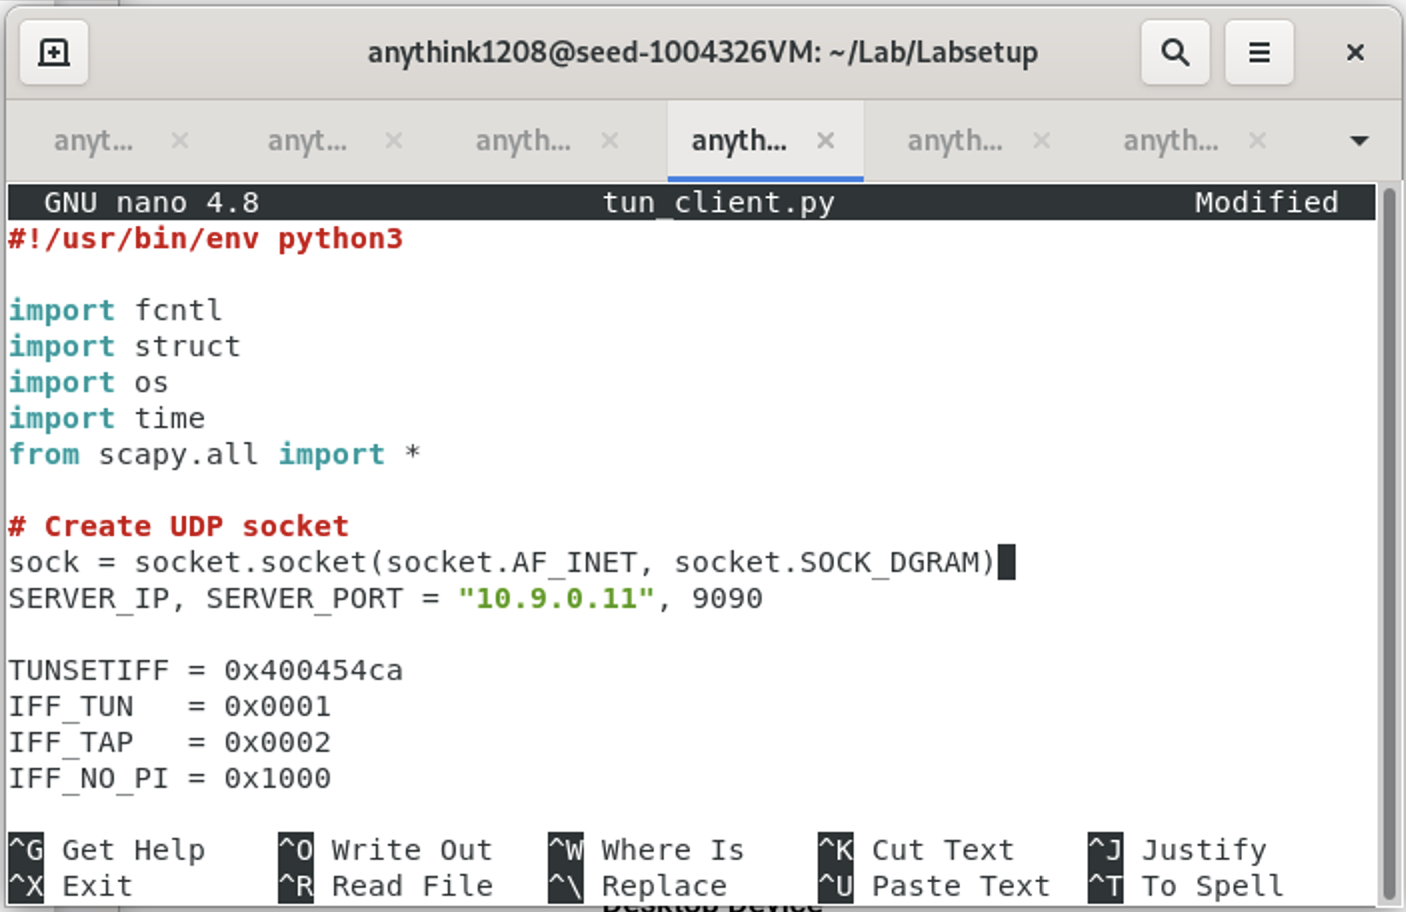 anythink1208@seed-1004326VM: ~/Lab/Labsetup
anyt... anyt... anyth... anyth... anyth... anyth...
GNU nano 4.8 tun_client.py Modified
#!/usr/bin/env python3
import fcntl
import struct
import os
import time
from scapy.all import *
# Create UDP socket
sock = socket.socket(socket.AF_INET, socket.SOCK_DGRAM)
SERVER_IP, SERVER_PORT = "10.9.0.11", 9090
TUNSETIFF = 0x400454ca
IFF_TUN   = 0x0001
IFF_TAP   = 0x0002
IFF_NO_PI = 0x1000
^G Get Help ^O Write Out ^W Where Is ^K Cut Text ^J Justify
^X Exit ^R Read File ^\ Replace ^U Paste Text ^T To Spell
Desktop Device